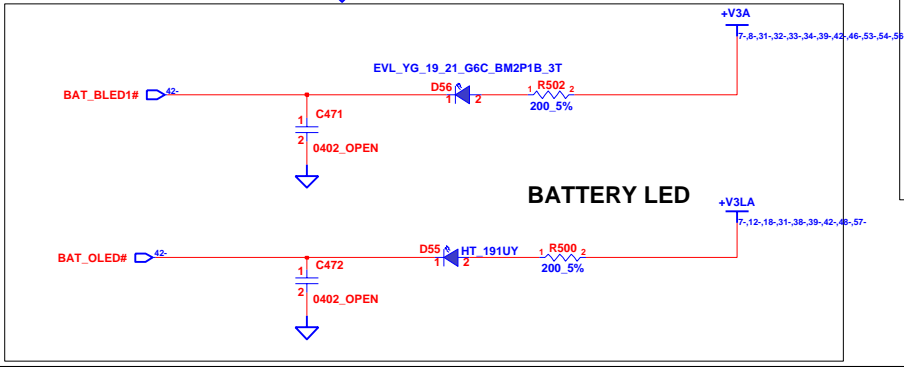 +V3A
7-,8-,31-,32-,33-,34-,39-,42-,46-,53-,54-,56
EVL_YG_19_21_G6C_BM2P1B_3T
BAT_BLED1# 42-
D56 1 2
1 R502 2
200_5%
1 C471
2
0402_OPEN
BATTERY LED
+V3LA
7-,12-,18-,31-,38-,39-,42-,48-,57-
BAT_OLED# 42-
D55 HT_191UY
1 2
1 R500 2
200_5%
1 C472
2
0402_OPEN